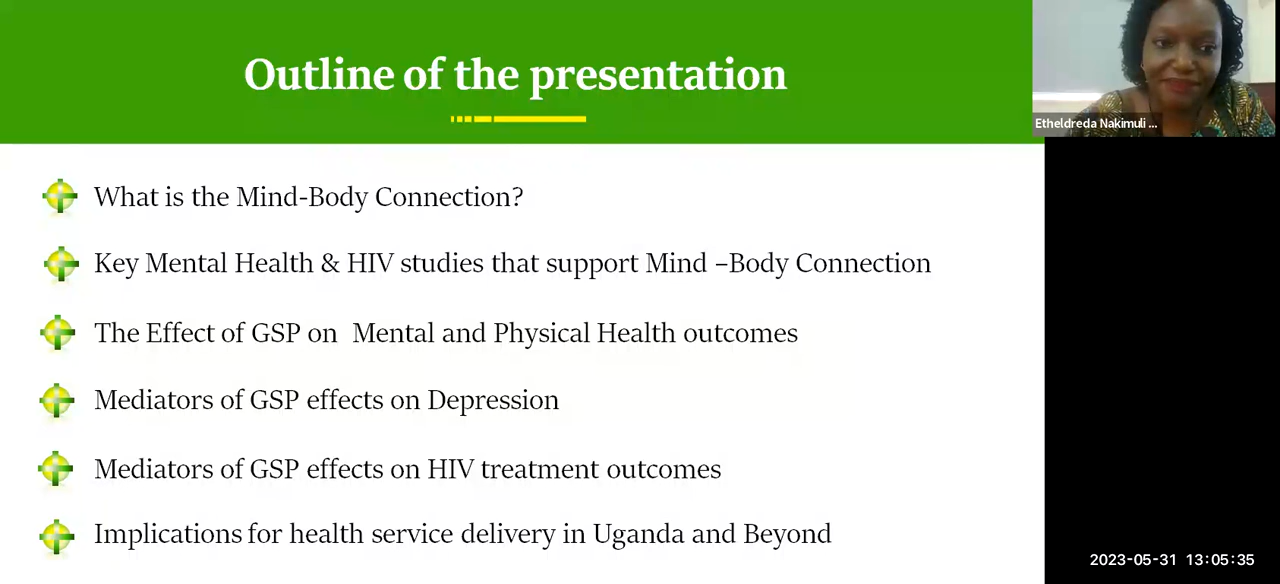 Outline of the presentation
Etheldreda Nakimuli ...
What is the Mind-Body Connection?
Key Mental Health & HIV studies that support Mind –Body Connection
The Effect of GSP on  Mental and Physical Health outcomes
Mediators of GSP effects on Depression
Mediators of GSP effects on HIV treatment outcomes
Implications for health service delivery in Uganda and Beyond
2023-05-31 13:05:35